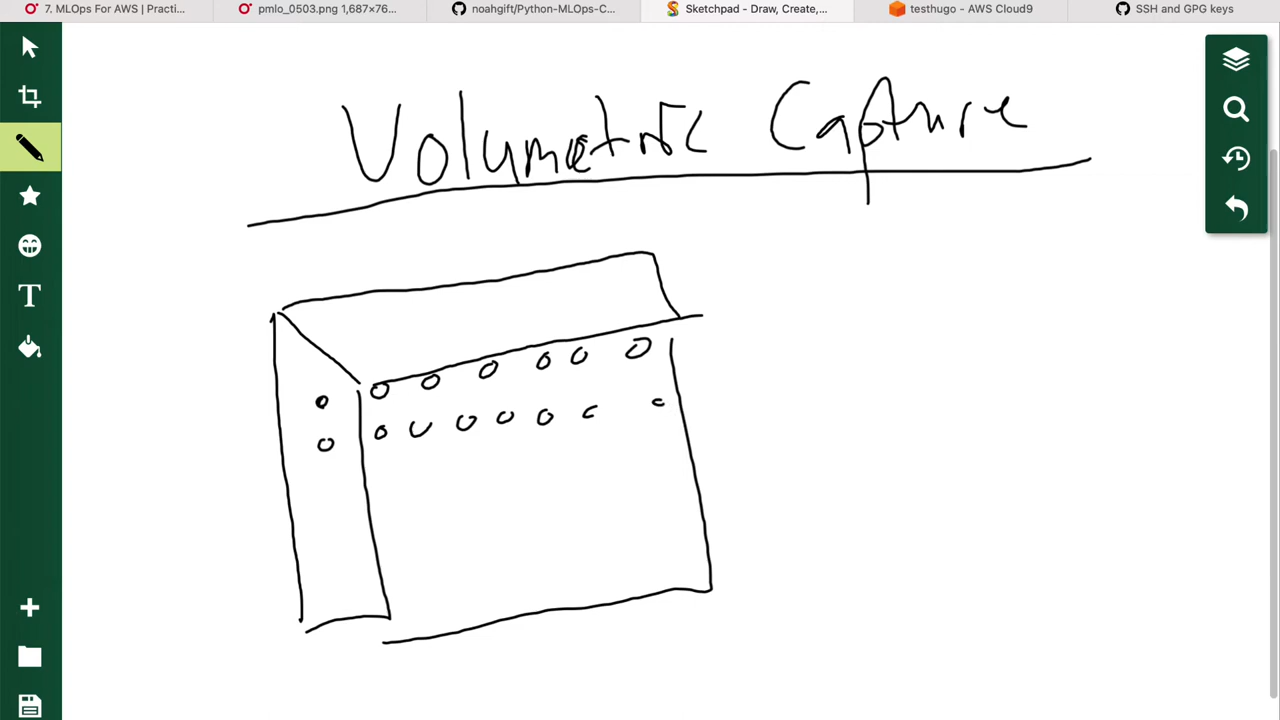 7. MLOps For AWS | Practi...
pmlo_0503.png 1,687×76...
noahgift/Python-MLOps-C...
Sketchpad - Draw, Create,...
testhugo - AWS Cloud9
SSH and GPG keys
Volumetric Capture
T